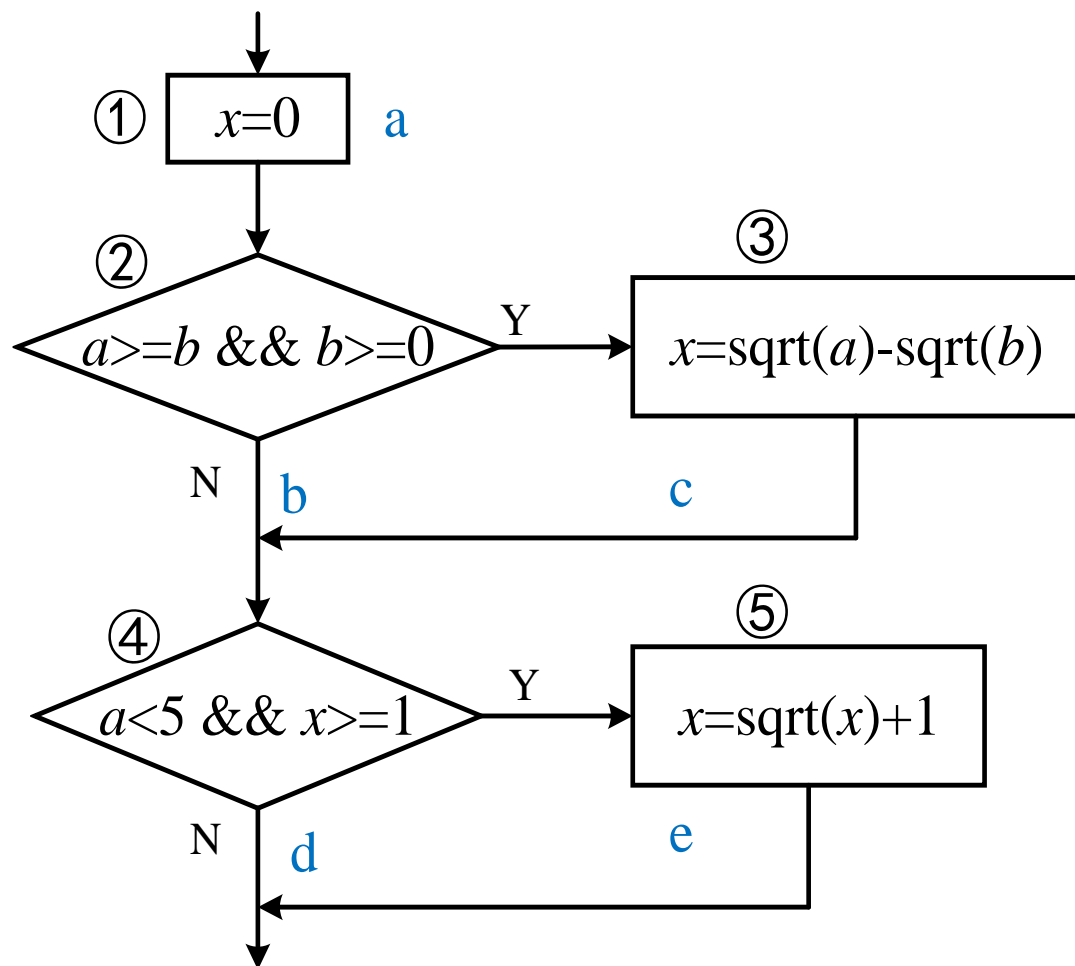 ① x=0 a
②
a>=b && b>=0
Y
③
x=sqrt(a)-sqrt(b)
N
b
c
④
a<5 && x>=1
Y
⑤
x=sqrt(x)+1
N
d
e